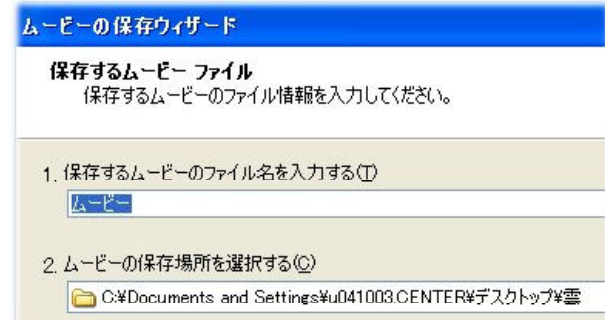 ムービーの保存ウィザード
保存するムービー ファイル
保存するムービーのファイル情報を入力してください。
1. 保存するムービーのファイル名を入力する(T)
ムービー
2. ムービーの保存場所を選択する(C)
C:¥Documents and Settings¥u041003.CENTER¥デスクトップ¥雲